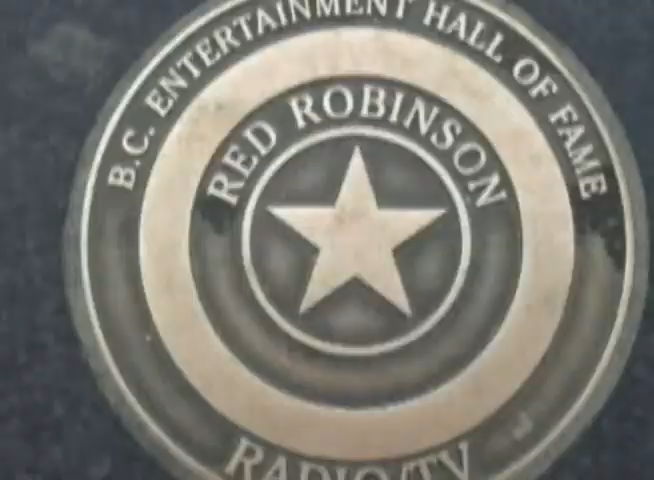 B.C. ENTERTAINMENT HALL OF FAME
RED ROBINSON
RADIO/TV